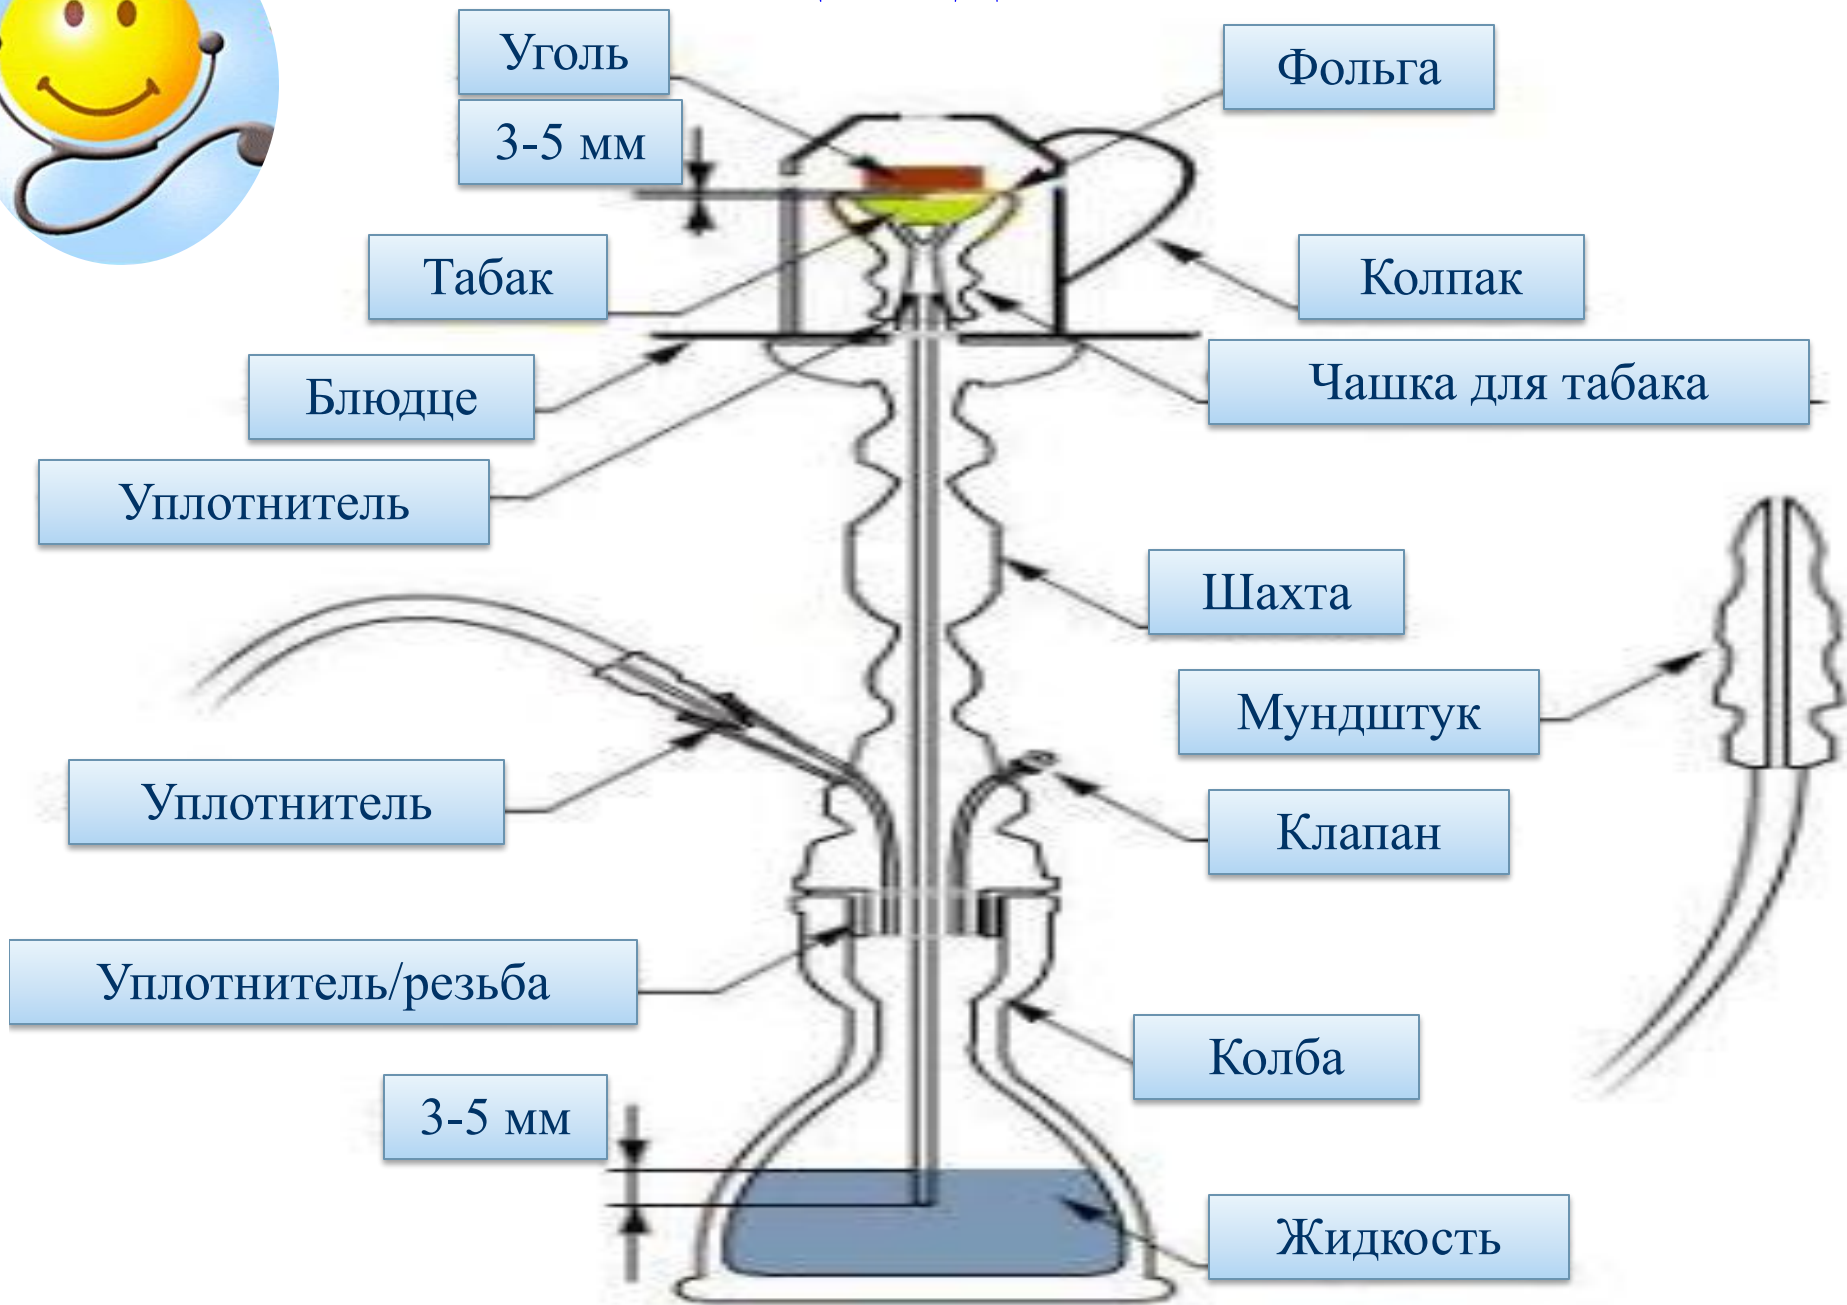 Уголь
Фольга
3-5 мм
Табак
Колпак
Блюдце
Чашка для табака
Уплотнитель
Шахта
Мундштук
Уплотнитель
Клапан
Уплотнитель/резьба
Колба
3-5 мм
Жидкость